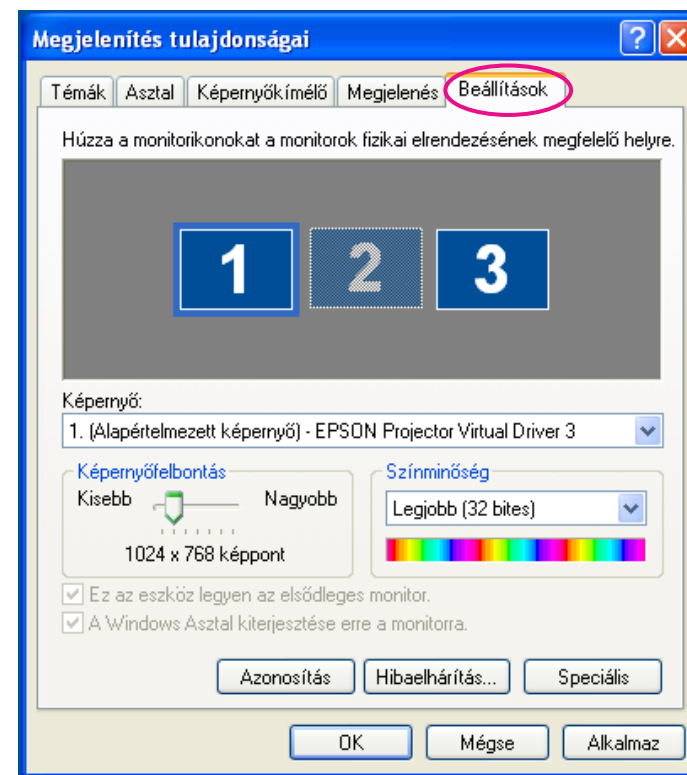 Megjelenítés tulajdonságai
Témák Asztal Képernyőkímélő Megjelenés Beállítások
Húzza a monitorikonokat a monitorok fizikai elrendezésének megfelelő helyre.
1 2 3
Képernyő:
1. (Alapértelmezett képernyő) - EPSON Projector Virtual Driver 3
Képernyőfelbontás
Kisebb Nagyobb
1024 x 768 képpont
Színminőség
Legjobb (32 bites)
Ez az eszköz legyen az elsődleges monitor.
A Windows Asztal kiterjesztése erre a monitorra.
Azonosítás Hibaelhárítás... Speciális
OK Mégse Alkalmaz